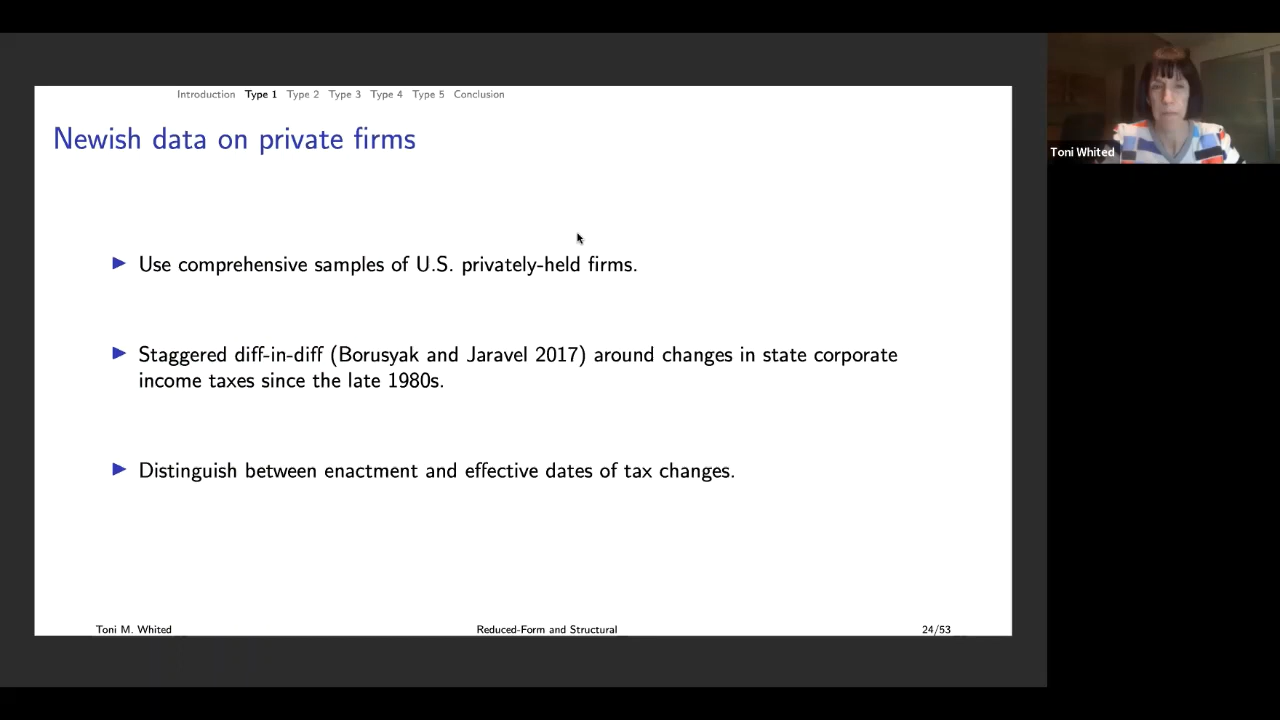 Introduction Type 1 Type 2 Type 3 Type 4 Type 5 Conclusion
Newish data on private firms
Toni Whited
▶ Use comprehensive samples of U.S. privately-held firms.
▶ Staggered diff-in-diff (Borusyak and Jaravel 2017) around changes in state corporate
income taxes since the late 1980s.
▶ Distinguish between enactment and effective dates of tax changes.
Toni M. Whited Reduced-Form and Structural 24/53